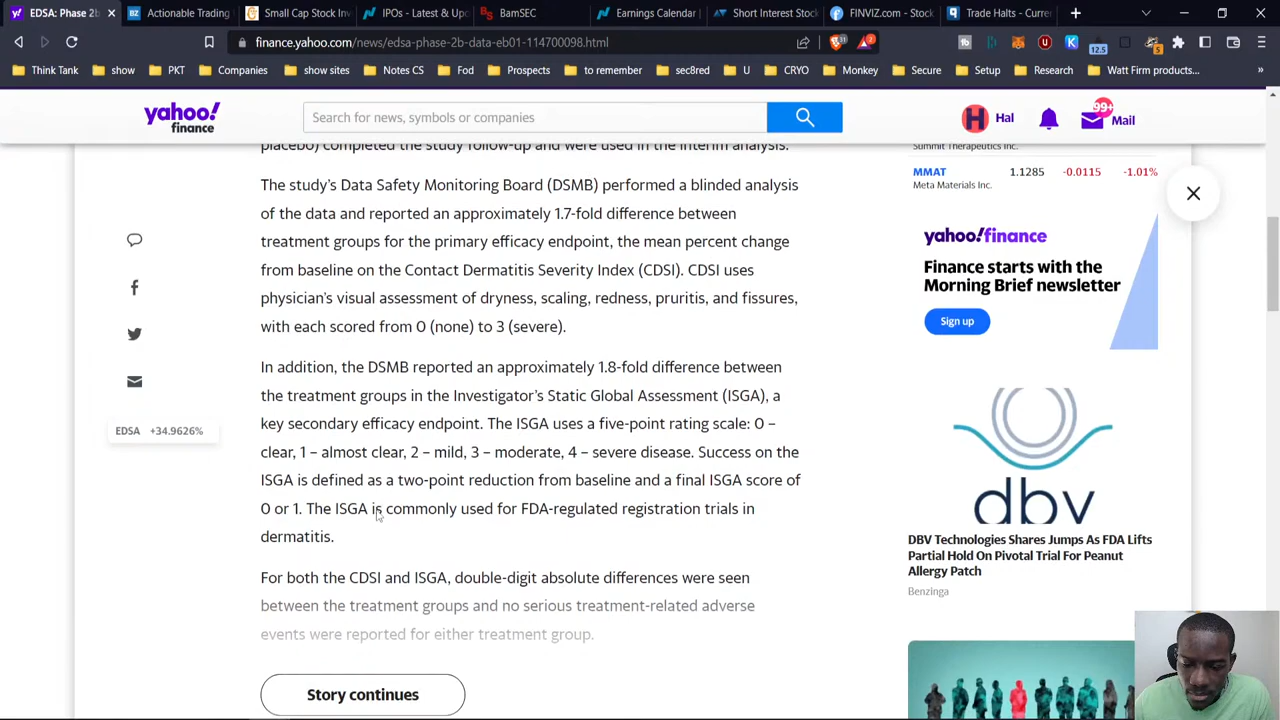 EDSA: Phase 2b
Actionable Trading
Small Cap Stock Inv
IPOs - Latest & Upc
BamSEC
Earnings Calendar
Short Interest Stock
FINVIZ.com - Stock
Trade Halts - Curre
finance.yahoo.com/news/edsa-phase-2b-data-eb01-114700098.html
31
2
12.5
5
Think Tank
show
PKT
Companies
show sites
Notes CS
Fod
Prospects
to remember
sec8red
U
CRYO
Monkey
Secure
Setup
Research
Watt Firm produc...
»
yahoo!
finance
Search for news, symbols or companies
H
Hal
99+
Mail
placebo) completed the study follow-up and were used in the interim analysis.
The study's Data Safety Monitoring Board (DSMB) performed a blinded analysis
of the data and reported an approximately 1.7-fold difference between
treatment groups for the primary efficacy endpoint, the mean percent change
from baseline on the Contact Dermatitis Severity Index (CDSI). CDSI uses
physician's visual assessment of dryness, scaling, redness, pruritis, and fissures,
with each scored from 0 (none) to 3 (severe).
In addition, the DSMB reported an approximately 1.8-fold difference between
the treatment groups in the Investigator's Static Global Assessment (ISGA), a
key secondary efficacy endpoint. The ISGA uses a five-point rating scale: 0 –
clear, 1 – almost clear, 2 – mild, 3 – moderate, 4 – severe disease. Success on the
ISGA is defined as a two-point reduction from baseline and a final ISGA score of
0 or 1. The ISGA is commonly used for FDA-regulated registration trials in
dermatitis.
For both the CDSI and ISGA, double-digit absolute differences were seen
between the treatment groups and no serious treatment-related adverse
events were reported for either treatment group.
Story continues
EDSA +34.9626%
Summit Therapeutics Inc.
MMAT 1.1285 -0.0115 -1.01%
Meta Materials Inc.
yahoo!finance
Finance starts with the
Morning Brief newsletter
Sign up
dbv
DBV Technologies Shares Jumps As FDA Lifts
Partial Hold On Pivotal Trial For Peanut
Allergy Patch
Benzinga